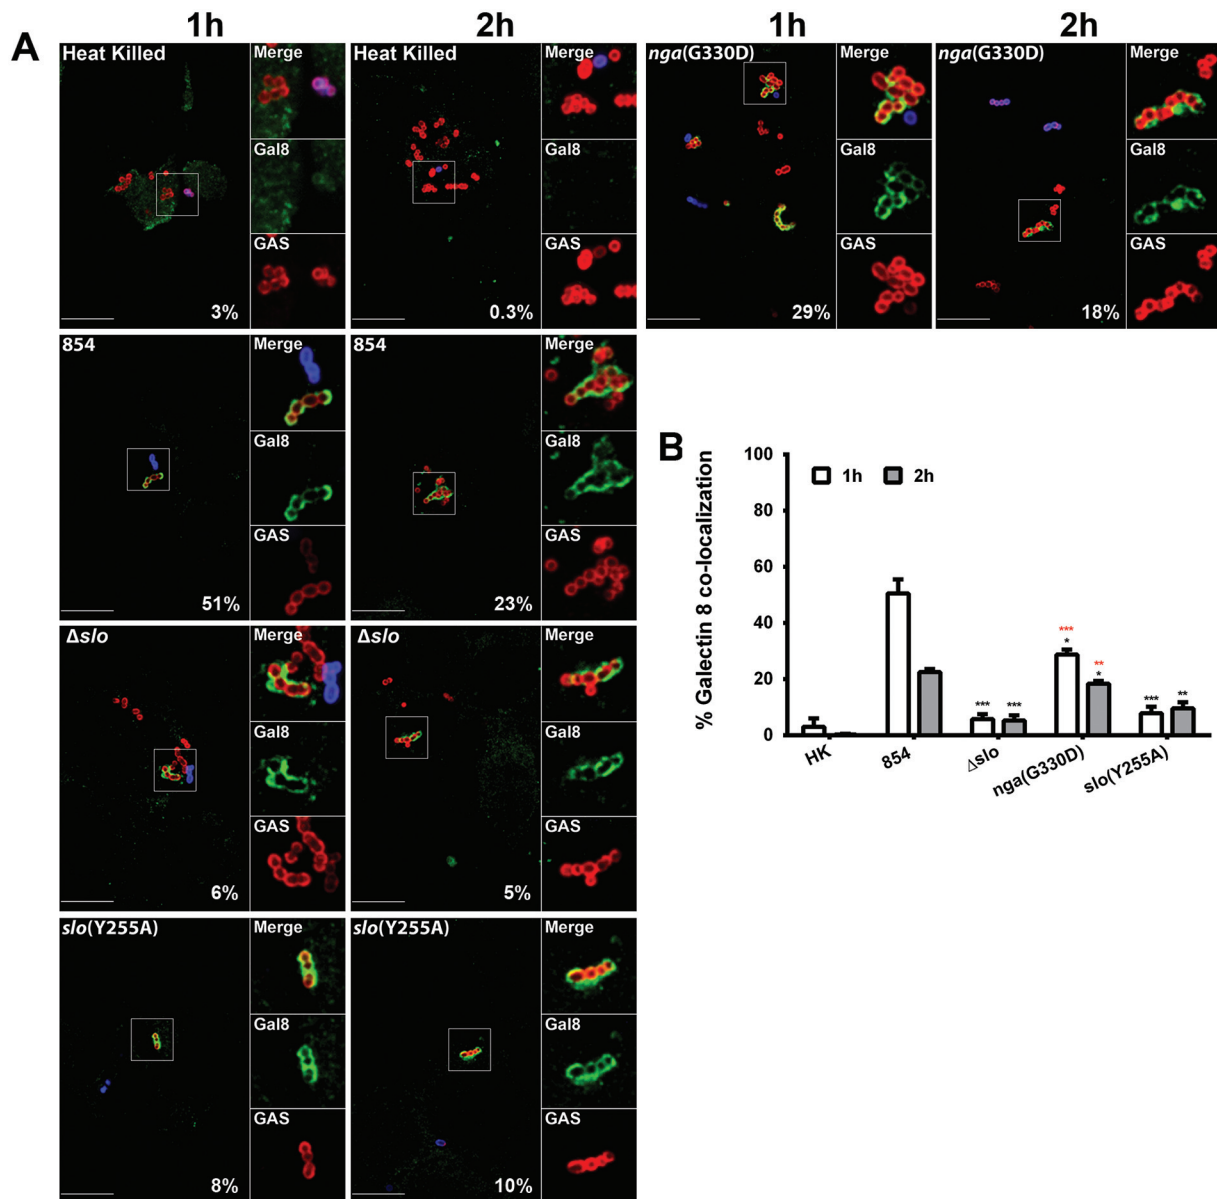 A
1h
2h
1h
2h
Heat Killed
Merge
Gal8
GAS
3%
Heat Killed
Merge
Gal8
GAS
0.3%
nga(G330D)
Merge
Gal8
GAS
29%
nga(G330D)
Merge
Gal8
GAS
18%
854
Merge
Gal8
GAS
51%
854
Merge
Gal8
GAS
23%
Δslo
Merge
Gal8
GAS
6%
Δslo
Merge
Gal8
GAS
5%
slo(Y255A)
Merge
Gal8
GAS
8%
slo(Y255A)
Merge
Gal8
GAS
10%
B
% Galectin 8 co-localization
100
80
60
40
20
0
1h
2h
***
***
***
*
**
*
***
**
HK
854
Δslo
nga(G330D)
slo(Y255A)